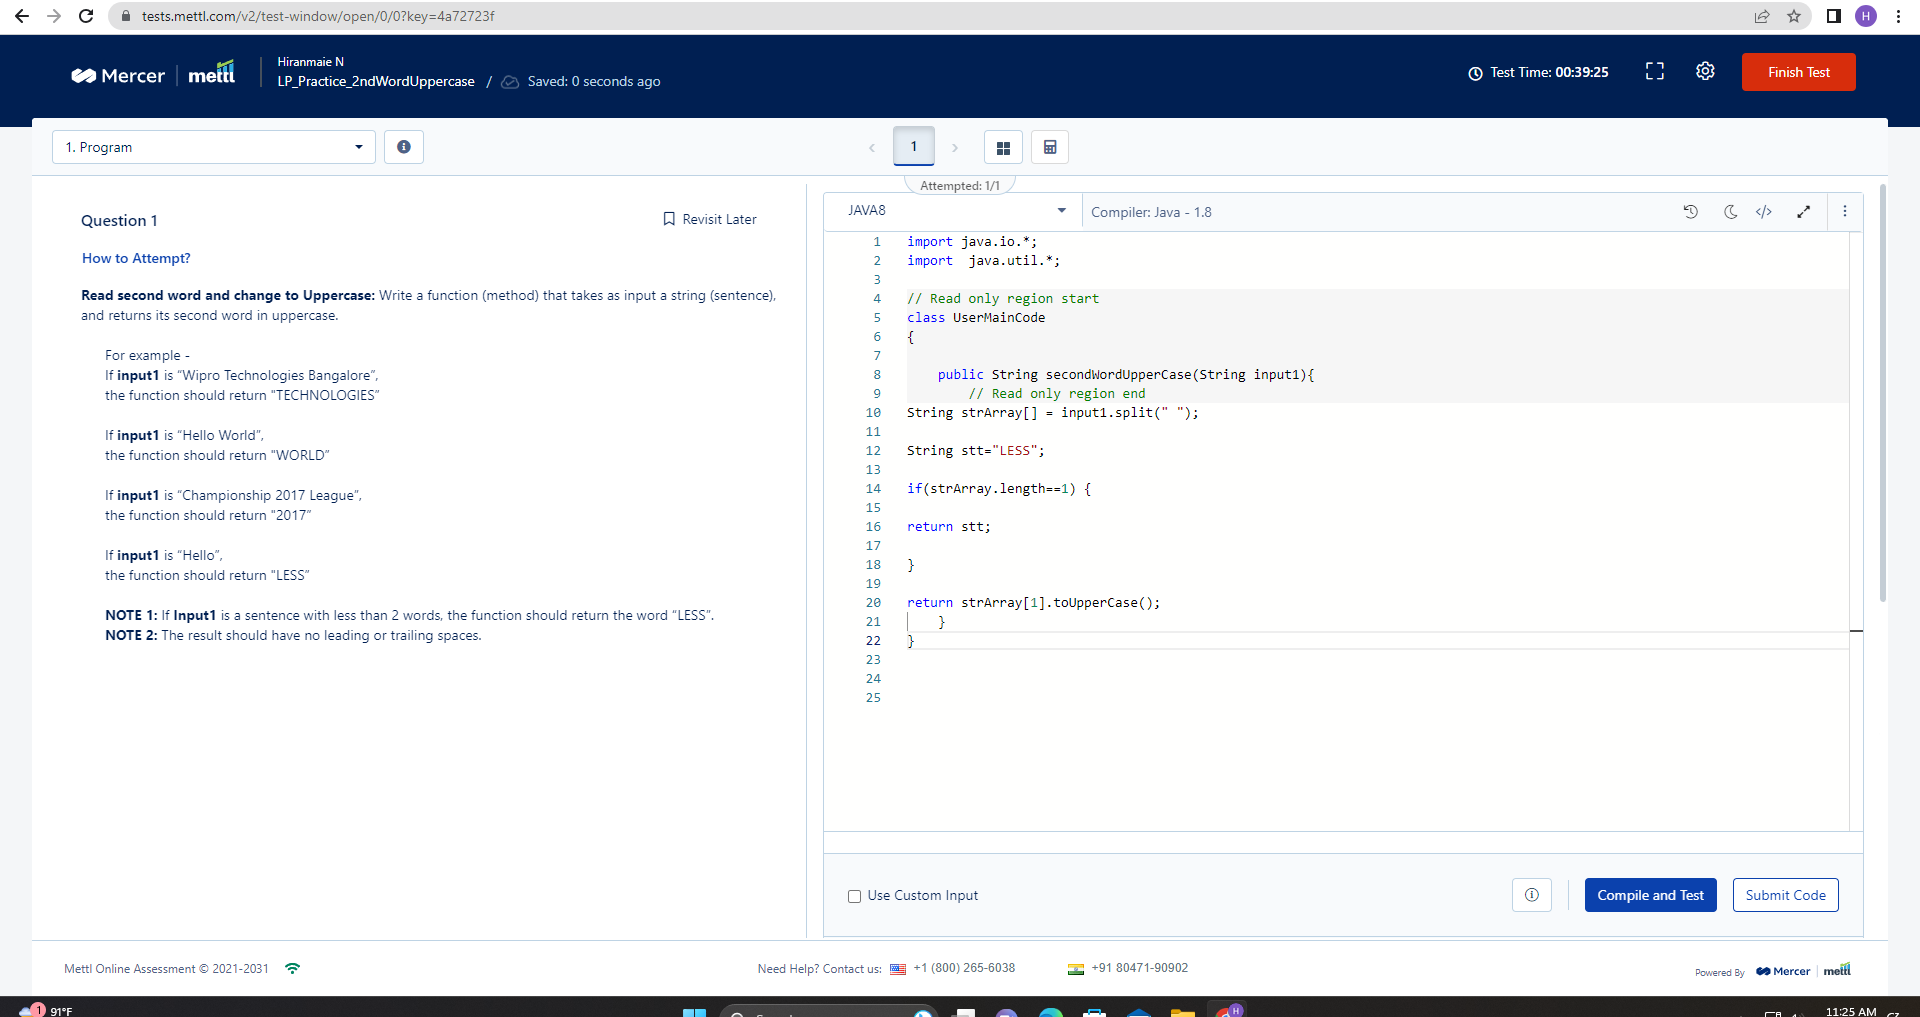 tests.mettl.com/v2/test-window/open/0/0?key=4a72723f
H
Mercer | mettl
Hiranmaie N
LP_Practice_2ndWordUppercase / Saved: 0 seconds ago
Test Time: 00:39:25
Finish Test
1. Program
1
Attempted: 1/1
Question 1
Revisit Later
How to Attempt?
Read second word and change to Uppercase: Write a function (method) that takes as input a string (sentence),
and returns its second word in uppercase.
For example -
If input1 is “Wipro Technologies Bangalore”,
the function should return “TECHNOLOGIES”
If input1 is “Hello World”,
the function should return “WORLD”
If input1 is “Championship 2017 League”,
the function should return “2017”
If input1 is “Hello”,
the function should return “LESS”
NOTE 1: If Input1 is a sentence with less than 2 words, the function should return the word “LESS”.
NOTE 2: The result should have no leading or trailing spaces.
JAVA8
Compiler: Java - 1.8
1 import java.io.*;
2 import  java.util.*;
3
4 // Read only region start
5 class UserMainCode
6 {
7
8     public String secondWordUpperCase(String input1){
9         // Read only region end
10 String strArray[] = input1.split(" ");
11
12 String stt="LESS";
13
14 if(strArray.length==1) {
15
16 return stt;
17
18 }
19
20 return strArray[1].toUpperCase();
21     }
22 }
23
24
25
Use Custom Input
Compile and Test
Submit Code
Mettl Online Assessment © 2021-2031
Need Help? Contact us: +1 (800) 265-6038
+91 80471-90902
Powered By Mercer | mettl
1
91°F
H
11:25 AM